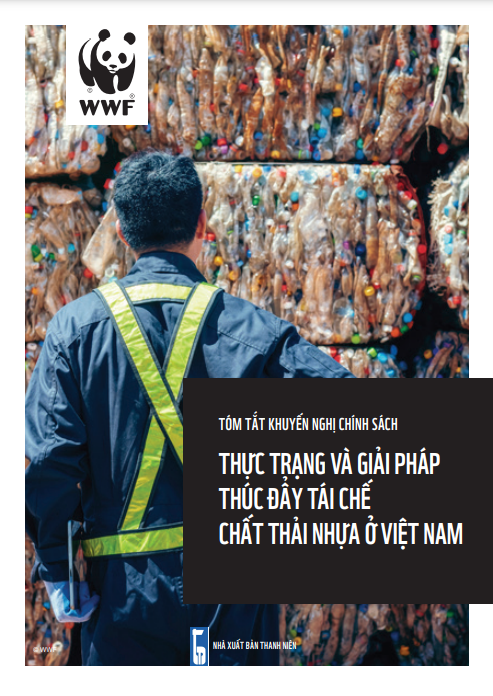 WWF
TÓM TẮT KHUYẾN NGHỊ CHÍNH SÁCH
THỰC TRẠNG VÀ GIẢI PHÁP
THÚC ĐẨY TÁI CHẾ
CHẤT THẢI NHỰA Ở VIỆT NAM
© WWF
NHÀ XUẤT BẢN THANH NIÊN